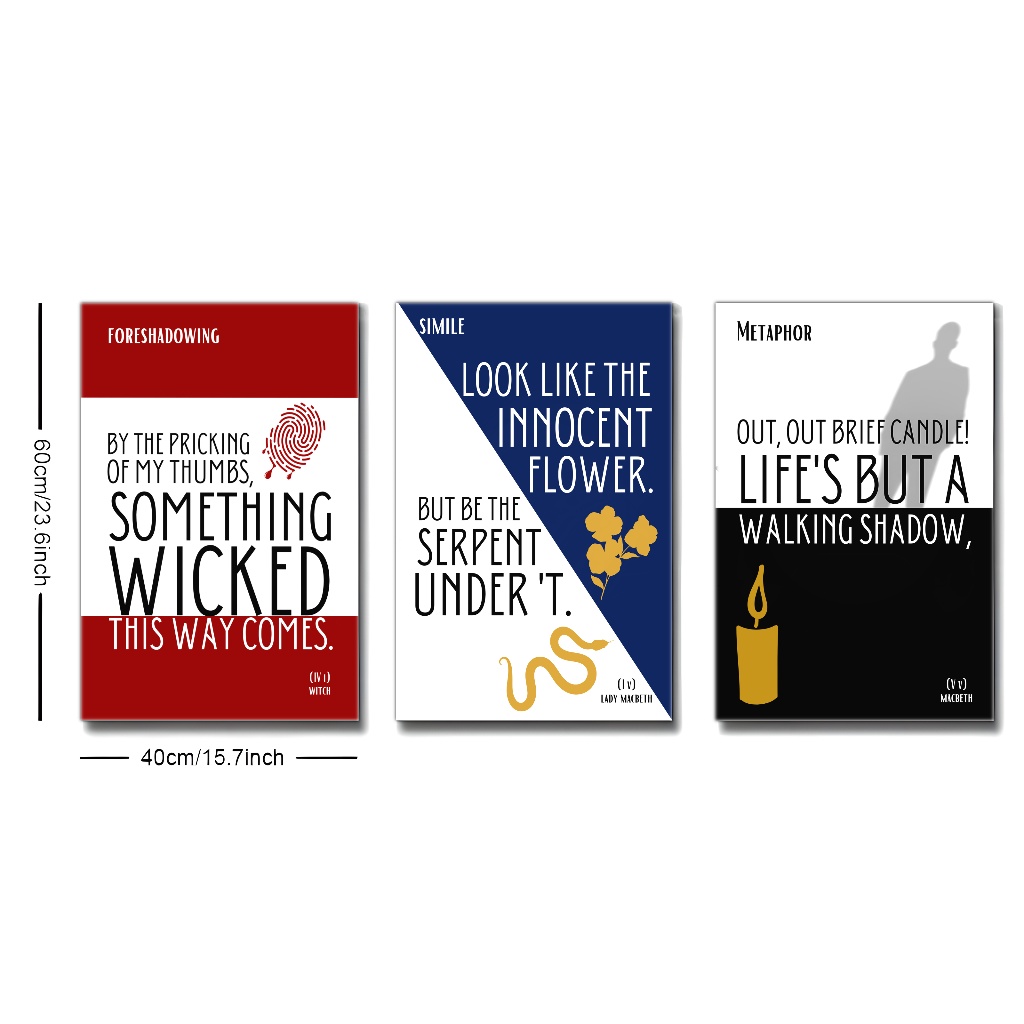 FORESHADOWING
BY THE PRICKING
OF MY THUMBS,
SOMETHING
WICKED
THIS WAY COMES.
(IV i)
WITCH
SIMILE
LOOK LIKE THE
INNOCENT
FLOWER.
BUT BE THE
SERPENT
UNDER 'T.
(I v)
LADY MACBETH
METAPHOR
OUT, OUT BRIEF CANDLE!
LIFE'S BUT A
WALKING SHADOW,
(V v)
MACBETH
60cm/23.6inch
40cm/15.7inch